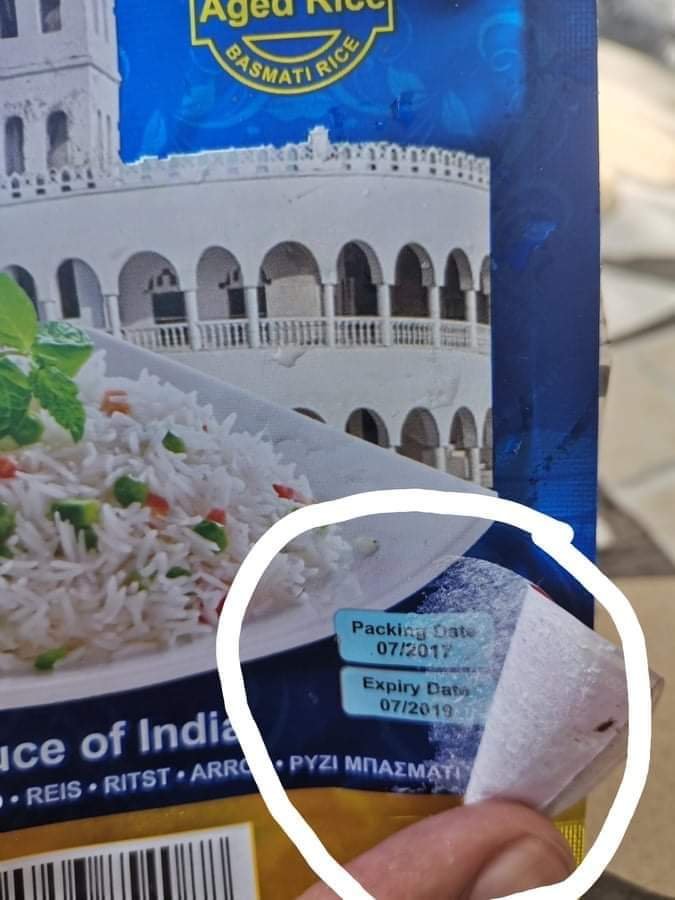 Aged Rice
BASMATI RICE
Packing Date
07/2017
Expiry Date
07/2019
uce of India
• REIS • RITST • ARRO • ΡΥΖΙ ΜΠΑΣΜΑΤΙ